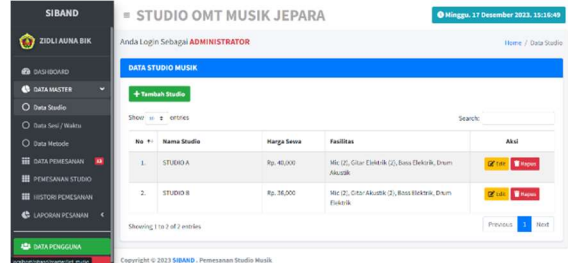 SIBAND
≡ STUDIO OMT MUSIK JEPARA
Minggu, 17 Desember 2023, 15:16:49
ZIDLI AUNA BIK
Anda Login Sebagai ADMINISTRATOR
Home / Data Studio
DASHBOARD
DATA MASTER
Data Studio
Data Sesi / Waktu
Data Metode
DATA PEMESANAN
PEMESANAN STUDIO
HISTORI PEMESANAN
LAPORAN PESANAN
DATA PENGGUNA
DATA STUDIO MUSIK
+ Tambah Studio
Show entries
Search:
No Nama Studio Harga Sewa Fasilitas Aksi
1. STUDIO A Rp. 40,000 Mic (2), Gitar Elektrik (2), Bass Elektrik, Drum Akustik Edit Hapus
2. STUDIO B Rp. 36,000 Mic (2), Gitar Akustik (2), Bass Elektrik, Drum Elektrik Edit Hapus
Showing 1 to 2 of 2 entries
Previous 1 Next
Copyright © 2023 SIBAND . Pemesanan Studio Musik